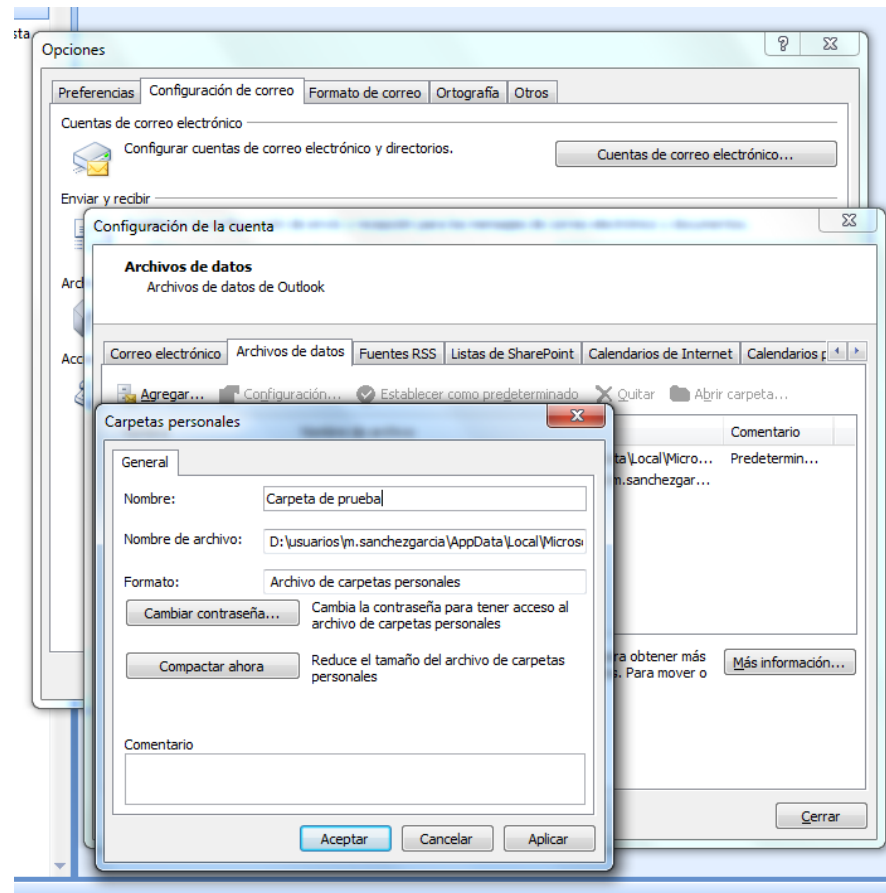 sta
Opciones
Preferencias Configuración de correo Formato de correo Ortografía Otros
Cuentas de correo electrónico
Configurar cuentas de correo electrónico y directorios.
Cuentas de correo electrónico...
Enviar y recibir
Configuración de la cuenta
Archivos de datos
Archivos de datos de Outlook
Arc
Acc
Correo electrónico Archivos de datos Fuentes RSS Listas de SharePoint Calendarios de Internet Calendarios p
Agregar... Configuración... Establecer como predeterminado Quitar Abrir carpeta...
Carpetas personales
Comentario
ta\Local\Micro... Predetermin...
m.sanchezgar...
General
Nombre: Carpeta de prueba
Nombre de archivo: D:\usuarios\m.sanchezgarcia\AppData\Local\Micros
Formato: Archivo de carpetas personales
Cambiar contraseña... Cambia la contraseña para tener acceso al
archivo de carpetas personales
Compactar ahora Reduce el tamaño del archivo de carpetas
personales
ra obtener más
s. Para mover o
Más información...
Comentario
Aceptar Cancelar Aplicar
Cerrar